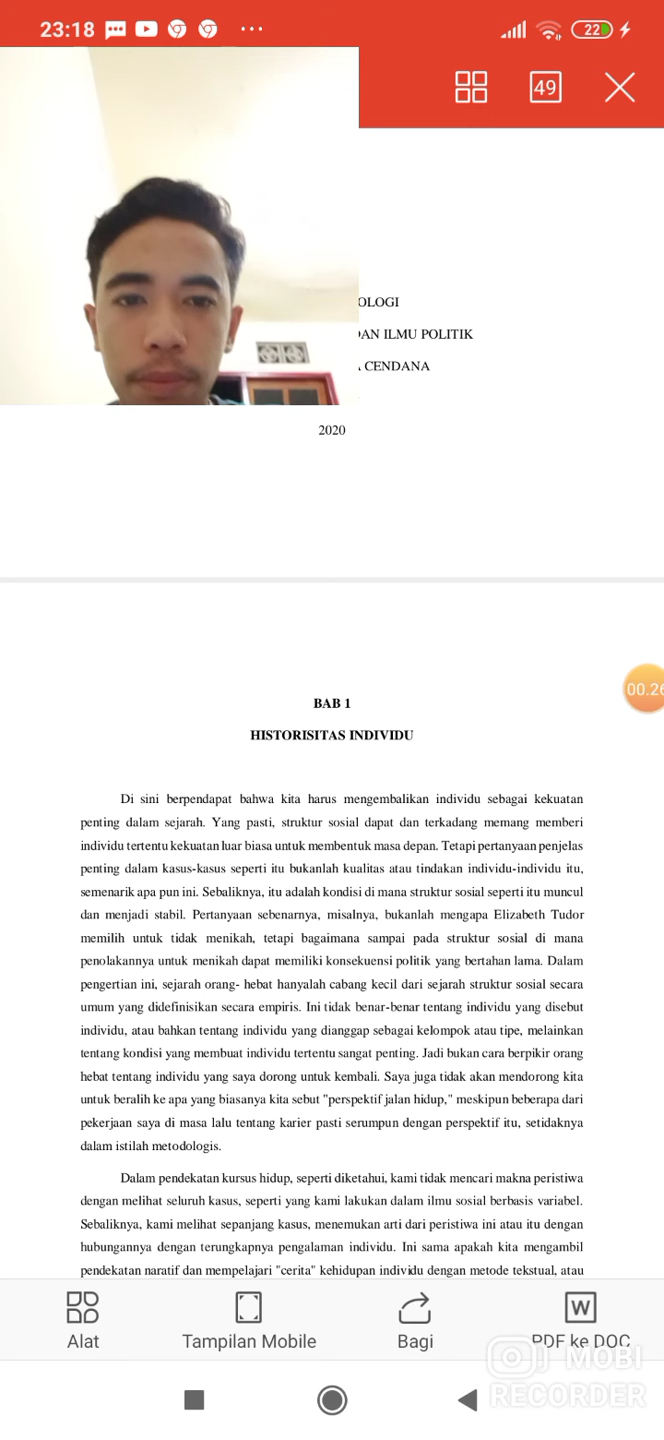 23:18
22
49
OLOGI
AN ILMU POLITIK
CENDANA
2020
BAB 1
HISTORISITAS INDIVIDU
00.26
Di sini berpendapat bahwa kita harus mengembalikan individu sebagai kekuatan
penting dalam sejarah. Yang pasti, struktur sosial dapat dan terkadang memang memberi
individu tertentu kekuatan luar biasa untuk membentuk masa depan. Tetapi pertanyaan penjelas
penting dalam kasus-kasus seperti itu bukanlah kualitas atau tindakan individu-individu itu,
semenarik apa pun ini. Sebaliknya, itu adalah kondisi di mana struktur sosial seperti itu muncul
dan menjadi stabil. Pertanyaan sebenarnya, misalnya, bukanlah mengapa Elizabeth Tudor
memilih untuk tidak menikah, tetapi bagaimana sampai pada struktur sosial di mana
penolakannya untuk menikah dapat memiliki konsekuensi politik yang bertahan lama. Dalam
pengertian ini, sejarah orang- hebat hanyalah cabang kecil dari sejarah struktur sosial secara
umum yang didefinisikan secara empiris. Ini tidak benar-benar tentang individu yang disebut
individu, atau bahkan tentang individu yang dianggap sebagai kelompok atau tipe, melainkan
tentang kondisi yang membuat individu tertentu sangat penting. Jadi bukan cara berpikir orang
hebat tentang individu yang saya dorong untuk kembali. Saya juga tidak akan mendorong kita
untuk beralih ke apa yang biasanya kita sebut "perspektif jalan hidup," meskipun beberapa dari
pekerjaan saya di masa lalu tentang karier pasti serumpun dengan perspektif itu, setidaknya
dalam istilah metodologis.
Dalam pendekatan kursus hidup, seperti diketahui, kami tidak mencari makna peristiwa
dengan melihat seluruh kasus, seperti yang kami lakukan dalam ilmu sosial berbasis variabel.
Sebaliknya, kami melihat sepanjang kasus, menemukan arti dari peristiwa ini atau itu dengan
hubungannya dengan terungkapnya pengalaman individu. Ini sama apakah kita mengambil
pendekatan naratif dan mempelajari "cerita" kehidupan individu dengan metode tekstual, atau
Alat
Tampilan Mobile
Bagi
PDF ke DOC
MOBI
RECORDER